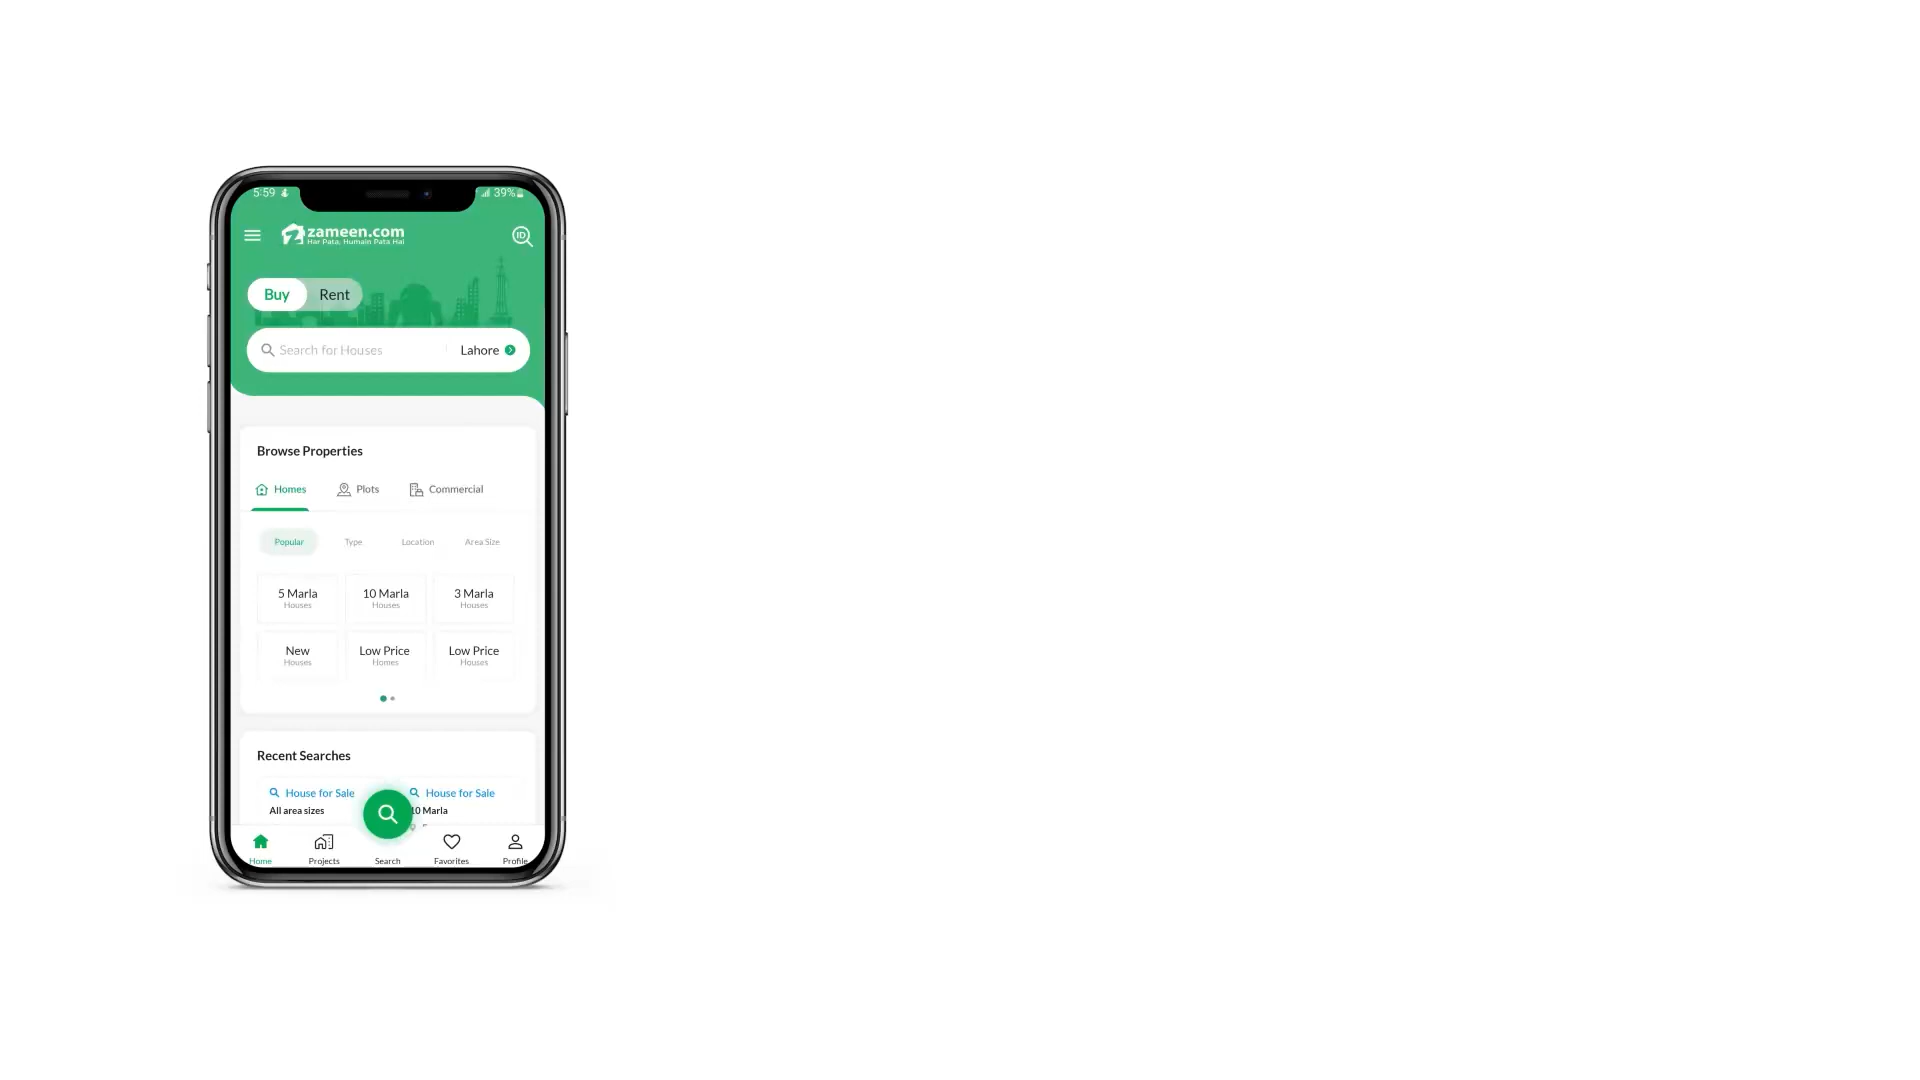 5:59
39%
zameen.com
Har Pata, Humain Pata Hai
ID
Buy Rent
Search for Houses Lahore
Browse Properties
Homes Plots Commercial
Popular Type Location Area Size
5 Marla 10 Marla 3 Marla
Houses Houses Houses
New Low Price Low Price
Houses Homes Houses
Recent Searches
House for Sale House for Sale
All area sizes 10 Marla
Home Projects Search Favorites Profile